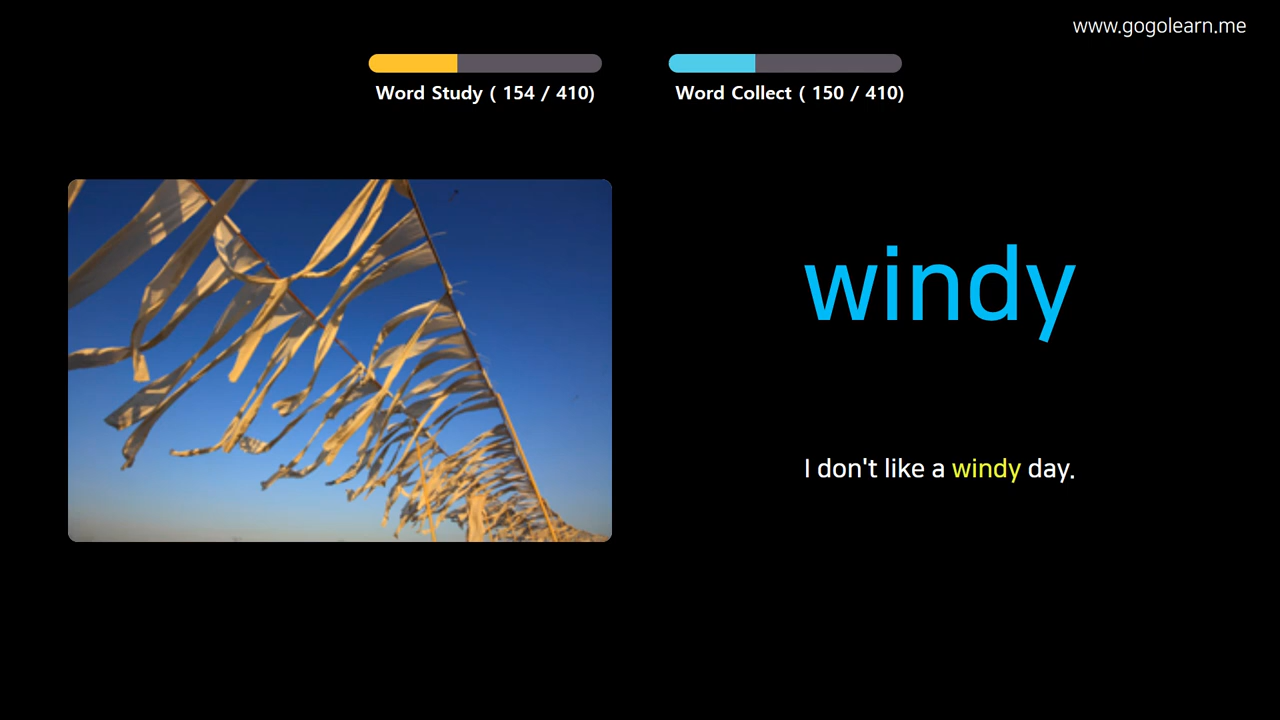 www.gogolearn.me
Word Study ( 154 / 410)
Word Collect ( 150 / 410)
windy
I don't like a windy day.